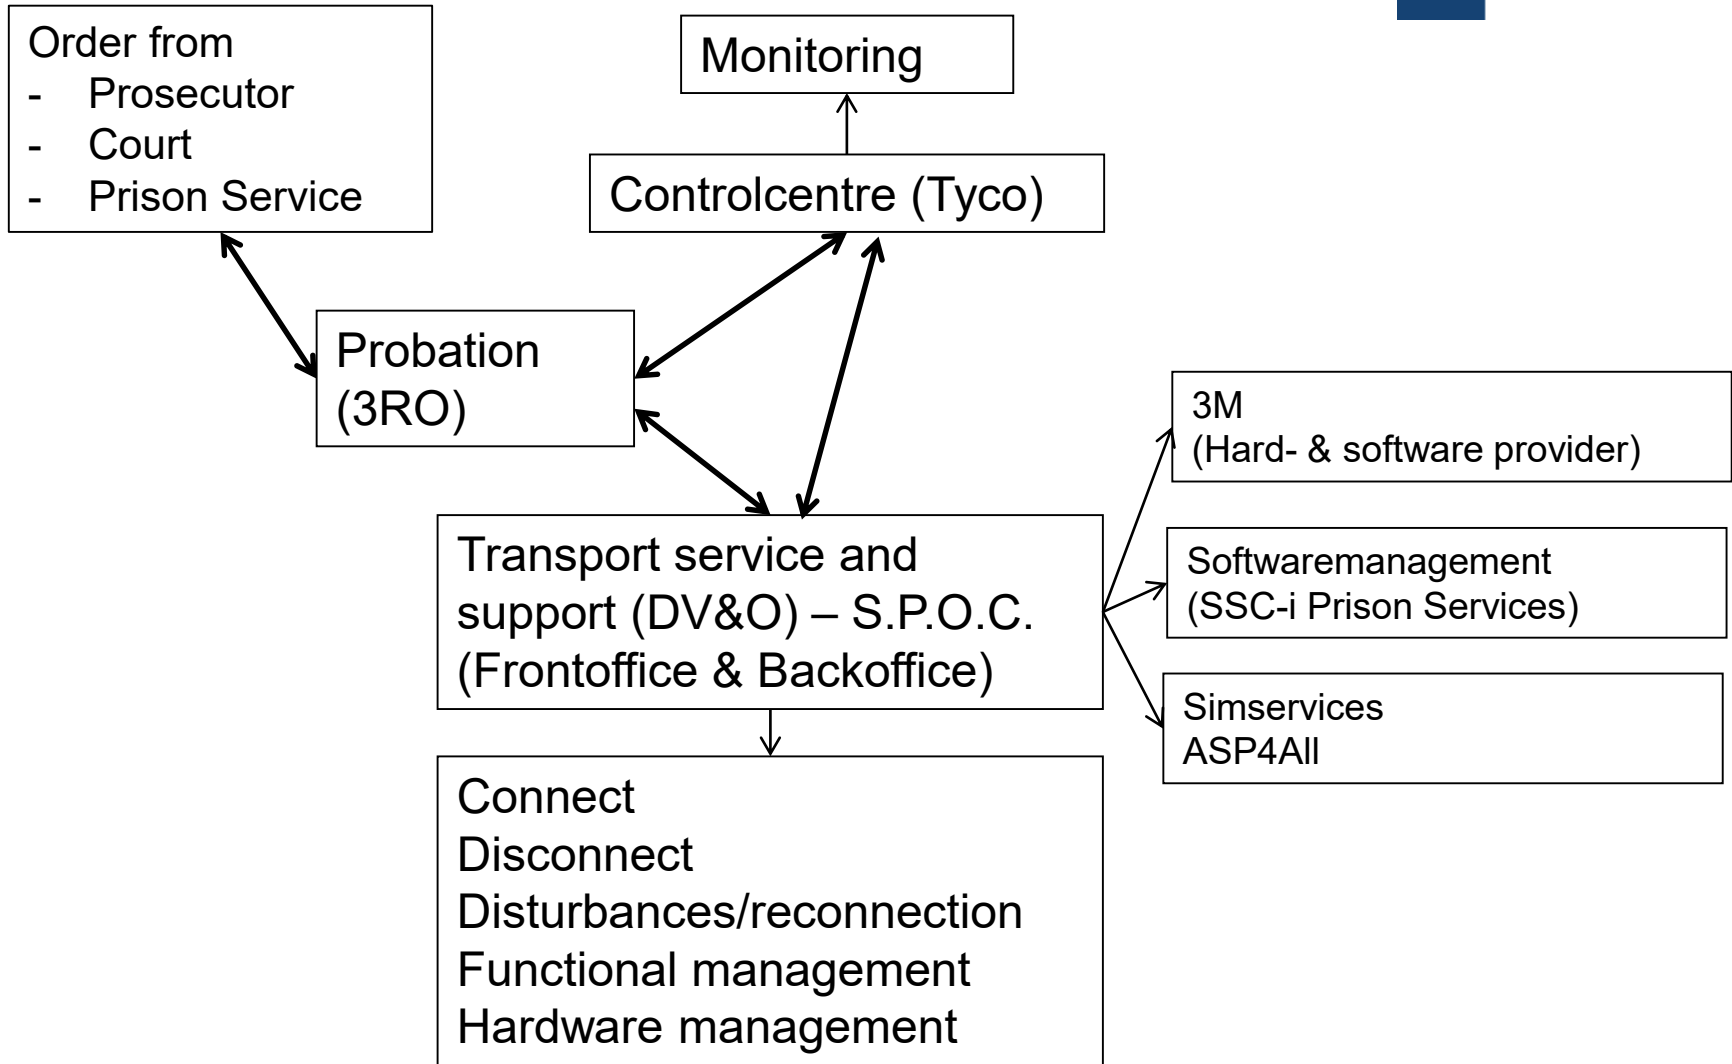 Order from
- Prosecutor
- Court
- Prison Service
Monitoring
Controlcentre (Tyco)
Probation
(3RO)
3M
(Hard- & software provider)
Transport service and
support (DV&O) – S.P.O.C.
(Frontoffice & Backoffice)
Softwaremanagement
(SSC-i Prison Services)
Simservices
ASP4All
Connect
Disconnect
Disturbances/reconnection
Functional management
Hardware management